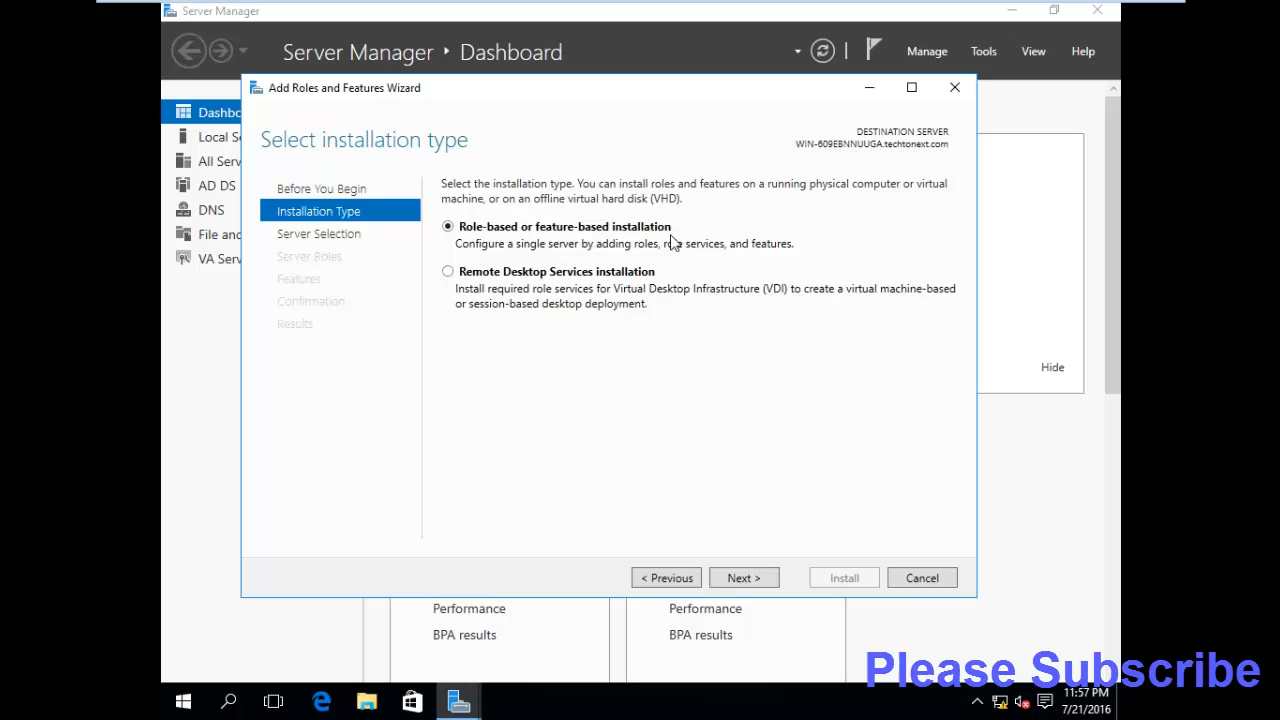 Server Manager
Server Manager • Dashboard
Manage Tools View Help
Add Roles and Features Wizard
Select installation type
DESTINATION SERVER
WIN-609EBNNUUGA.techtonext.com
Dashbo
Local S
All Serv
AD DS
DNS
File and
VA Serv
Before You Begin
Installation Type
Server Selection
Server Roles
Features
Confirmation
Results
Select the installation type. You can install roles and features on a running physical computer or virtual
machine, or on an offline virtual hard disk (VHD).
Role-based or feature-based installation
Configure a single server by adding roles, role services, and features.
Remote Desktop Services installation
Install required role services for Virtual Desktop Infrastructure (VDI) to create a virtual machine-based
or session-based desktop deployment.
Hide
< Previous Next > Install Cancel
Performance Performance
BPA results BPA results
Please Subscribe
11:57 PM
7/21/2016